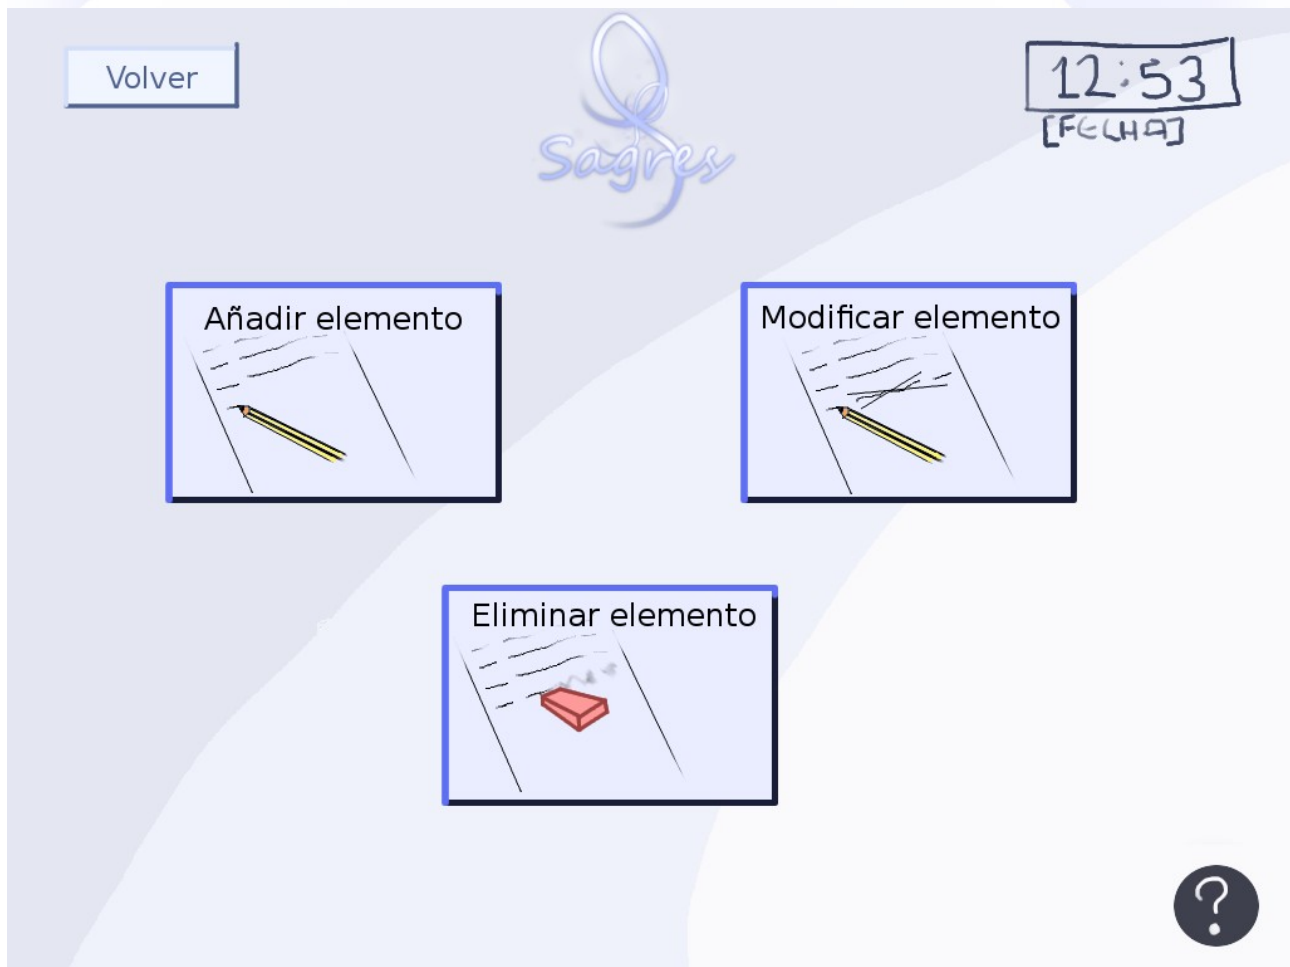 Volver
Sagres
12:53
[FECHA]
Añadir elemento
Modificar elemento
Eliminar elemento
?